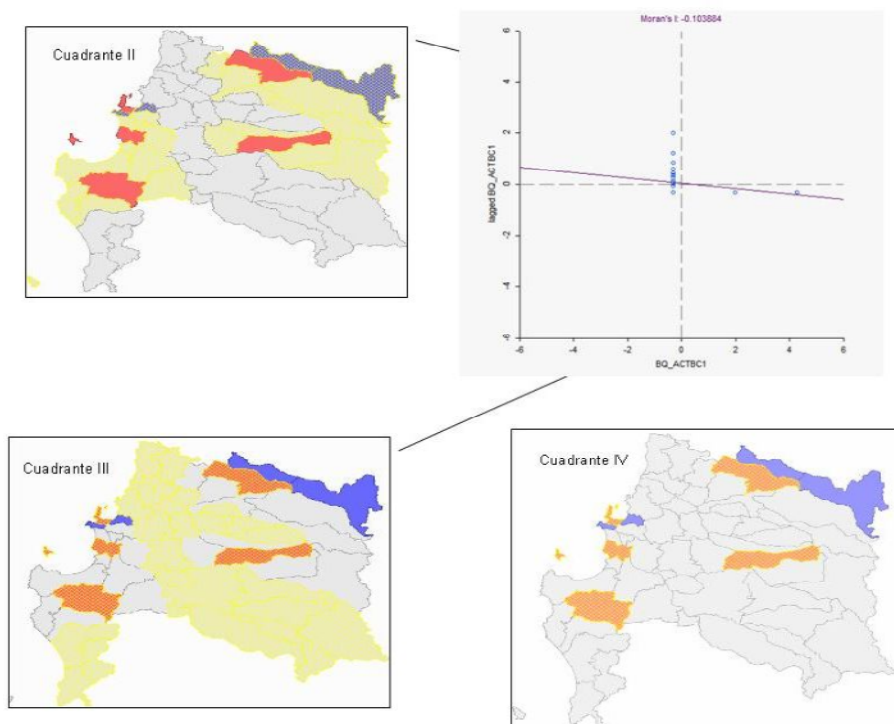 Cuadrante II
Moran's I: -0.103884
6
4
2
0
-2
-4
-6
lagged BQ_ACTBC1
-6
-4
-2
0
2
4
6
BQ_ACTBC1
Cuadrante III
Cuadrante IV